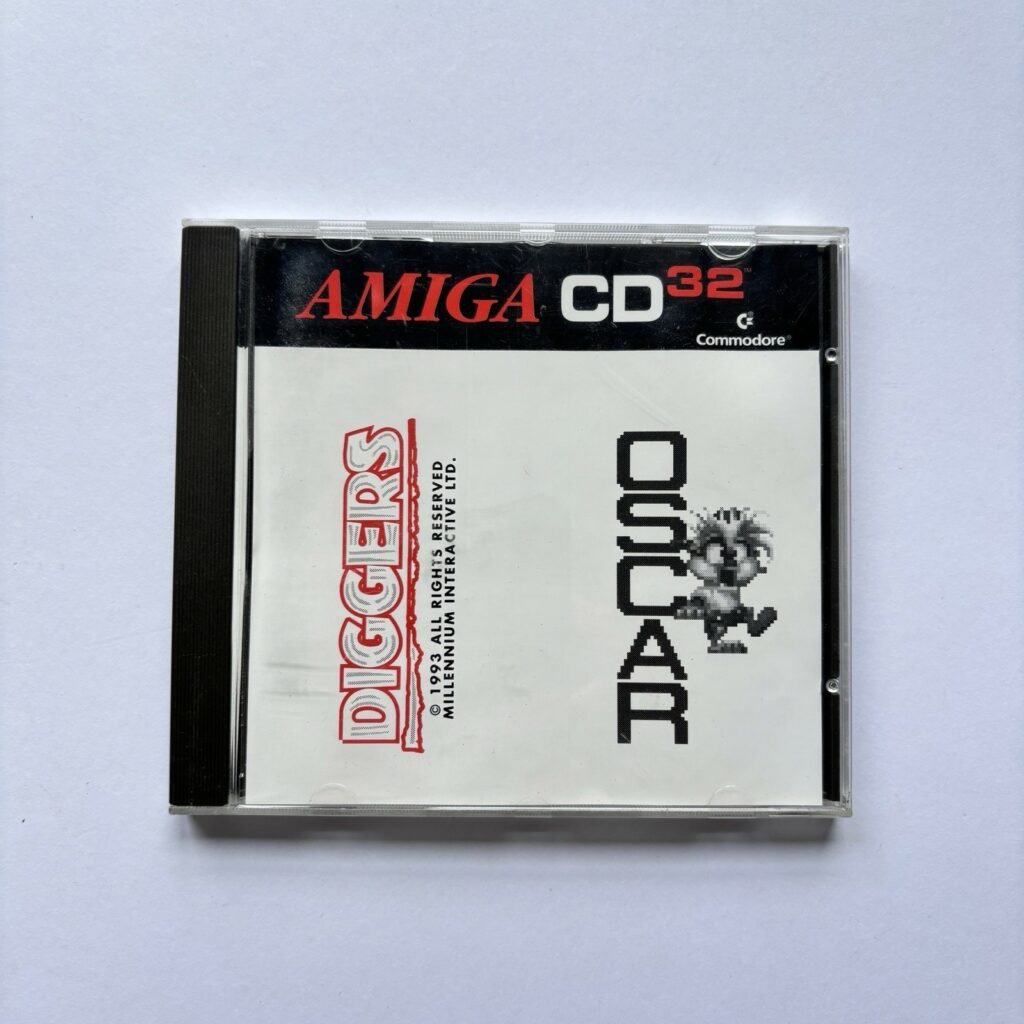 AMIGA CD32™
Commodore®
DIGGERS
© 1993 ALL RIGHTS RESERVED
MILLENNIUM INTERACTIVE LTD.
OSCAR